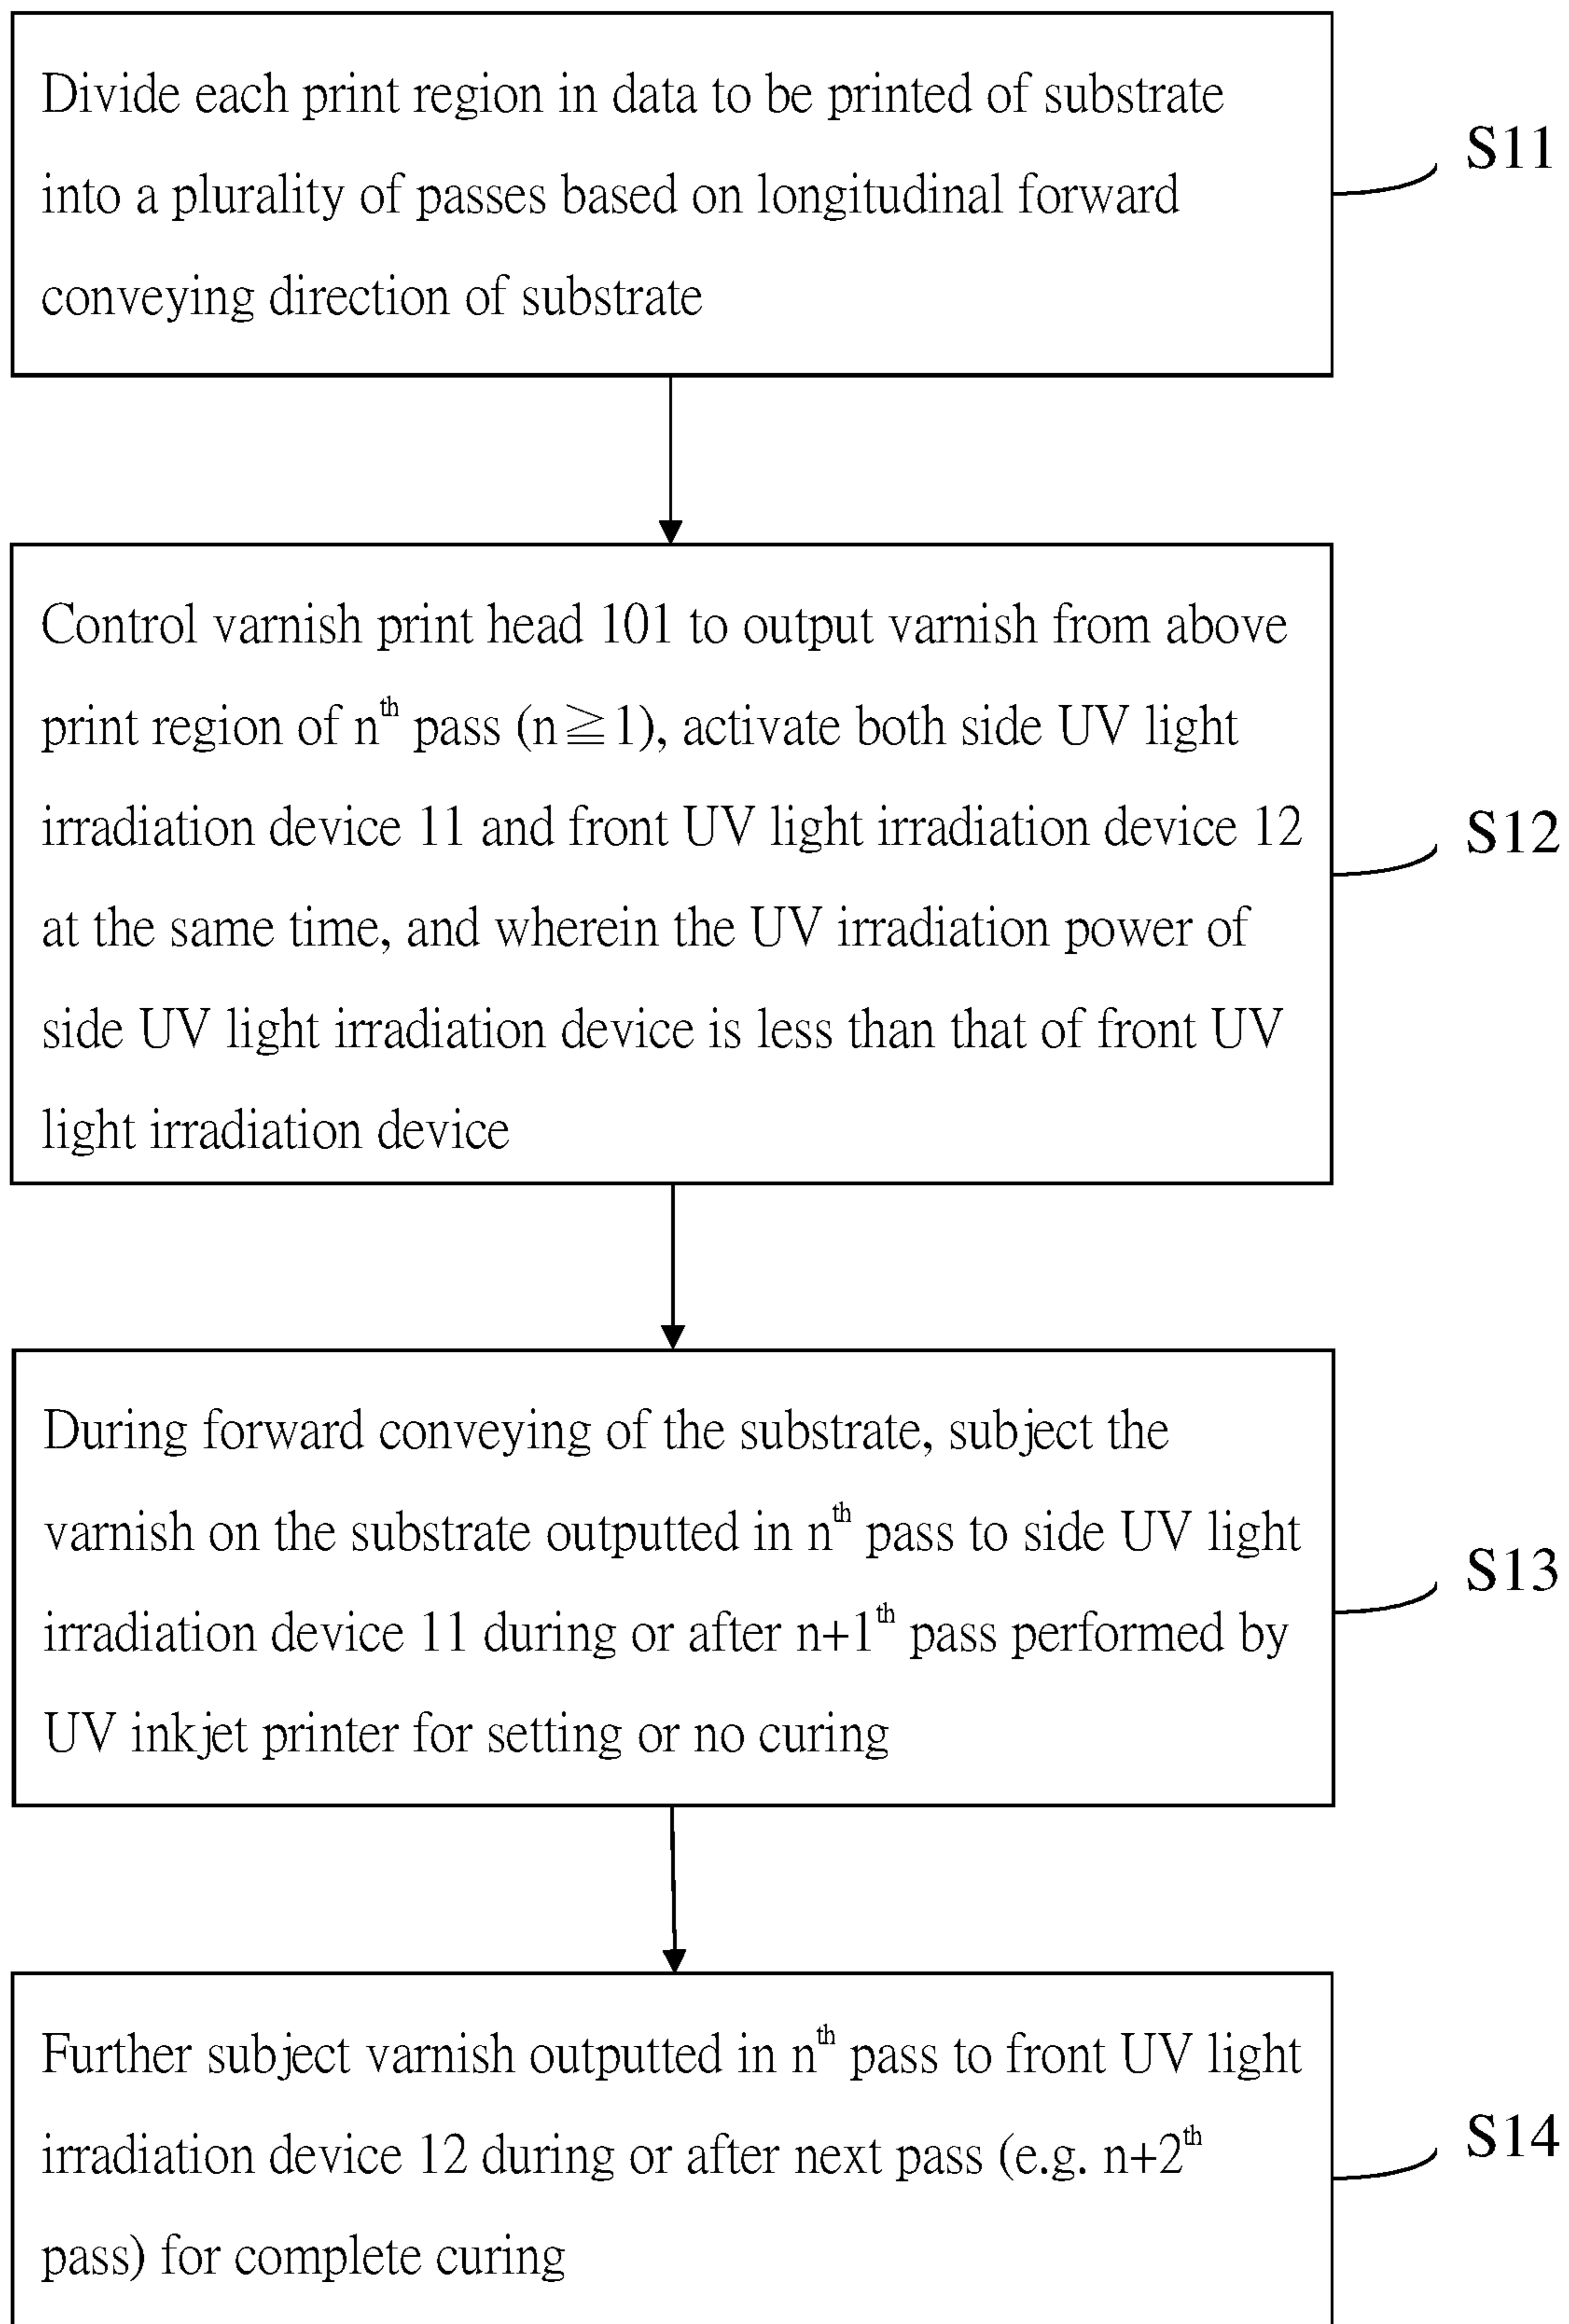 Divide each print region in data to be printed of substrate
into a plurality of passes based on longitudinal forward
conveying direction of substrate
S11
Control varnish print head 101 to output varnish from above
print region of nth pass (n≧1), activate both side UV light
irradiation device 11 and front UV light irradiation device 12
at the same time, and wherein the UV irradiation power of
side UV light irradiation device is less than that of front UV
light irradiation device
S12
During forward conveying of the substrate, subject the
varnish on the substrate outputted in nth pass to side UV light
irradiation device 11 during or after n+1th pass performed by
UV inkjet printer for setting or no curing
S13
Further subject varnish outputted in nth pass to front UV light
irradiation device 12 during or after next pass (e.g. n+2th
pass) for complete curing
S14